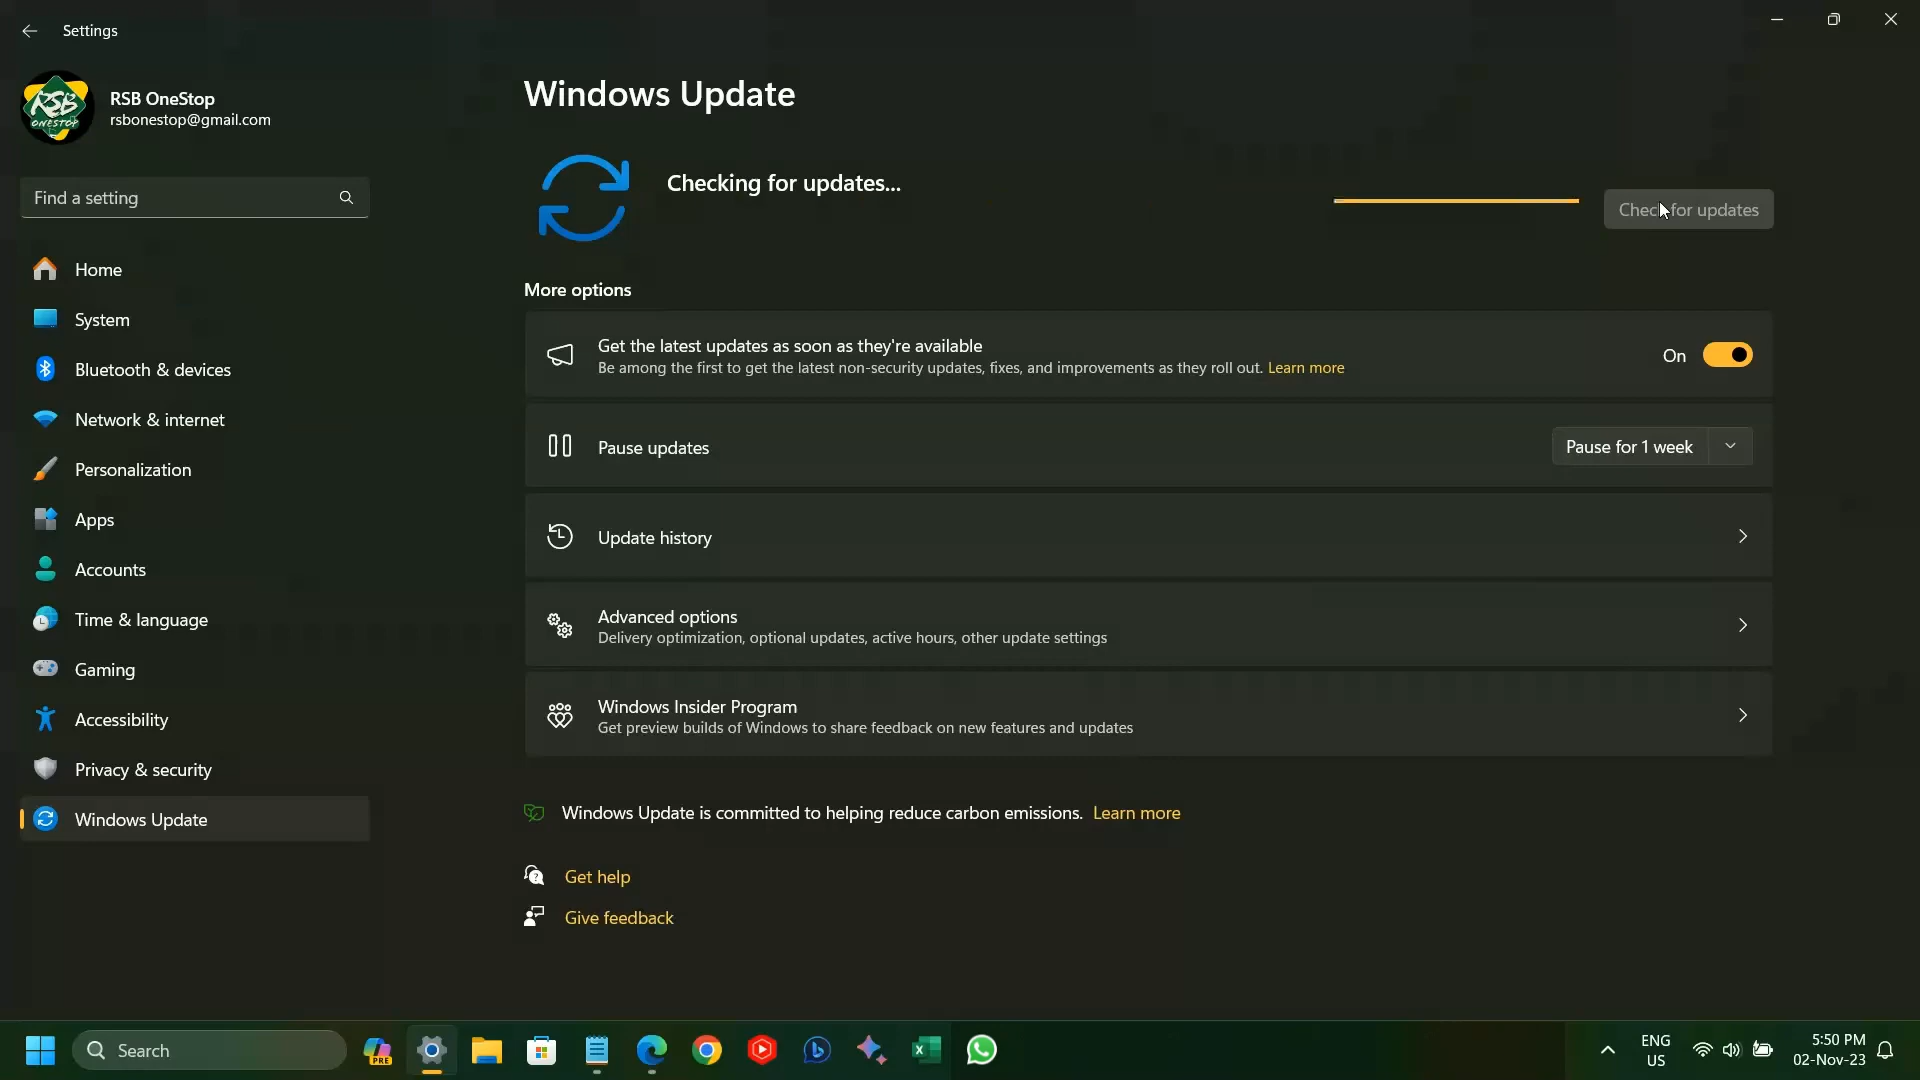 Settings
RSB
ONESTOP
RSB OneStop
rsbonestop@gmail.com
Find a setting
Home
System
Bluetooth & devices
Network & internet
Personalization
Apps
Accounts
Time & language
Gaming
Accessibility
Privacy & security
Windows Update
Windows Update
Checking for updates...
Check for updates
More options
Get the latest updates as soon as they're available
Be among the first to get the latest non-security updates, fixes, and improvements as they roll out. Learn more
On
Pause updates
Pause for 1 week
Update history
Advanced options
Delivery optimization, optional updates, active hours, other update settings
Windows Insider Program
Get preview builds of Windows to share feedback on new features and updates
Windows Update is committed to helping reduce carbon emissions. Learn more
Get help
Give feedback
Search
PRE
ENG
US
5:50 PM
02-Nov-23